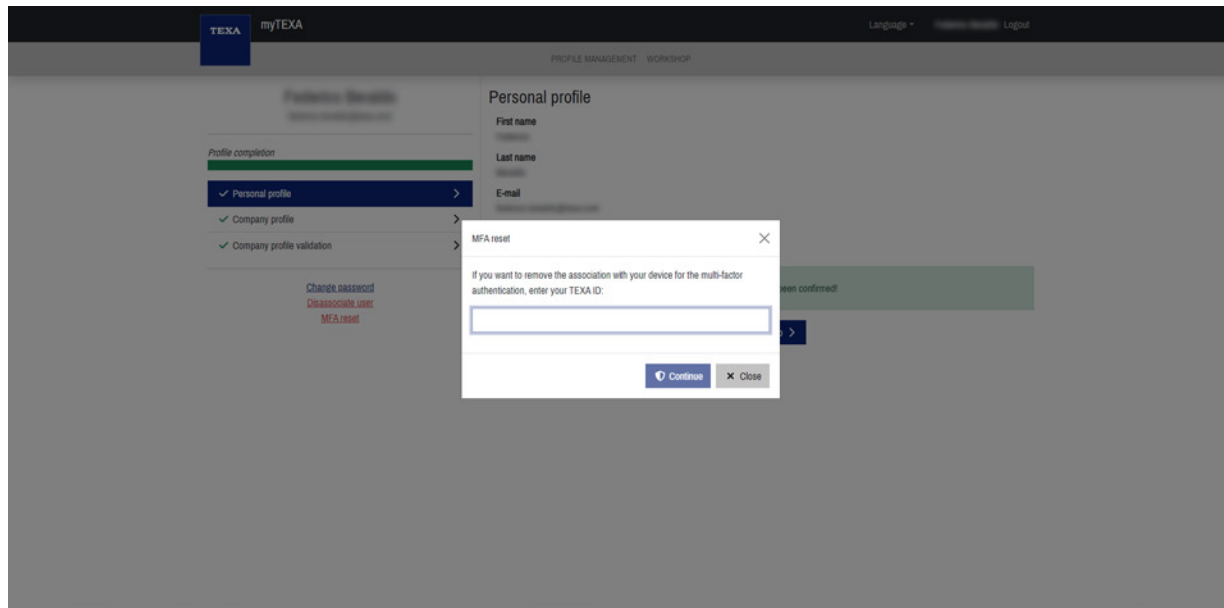 TEXA
myTEXA
Language
Logout
PROFILE MANAGEMENT WORKSHOP
Profile completion
Personal profile
Company profile
Company profile validation
Change password
Disassociate user
MFA reset
Personal profile
First name
Last name
E-mail
MFA reset
If you want to remove the association with your device for the multi-factor
authentication, enter your TEXA ID:
Continue
Close
been confirmed!